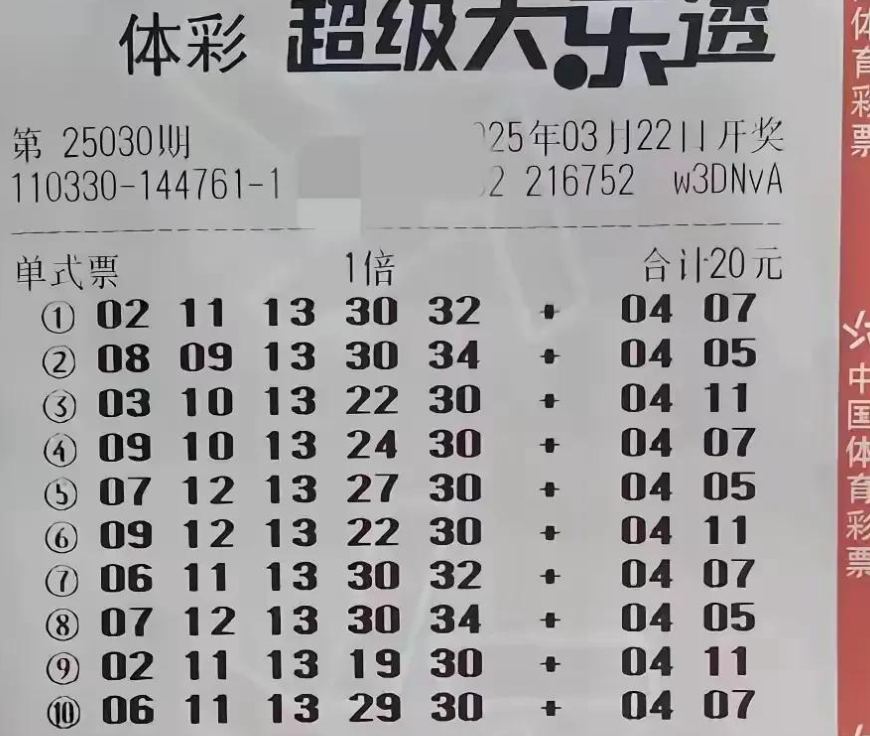 体彩 超级大乐透
第 25030期 25年03月22日开奖
110330-144761-1 2 216752 w3DNvA
单式票 1倍 合计20元
① 02 11 13 30 32 + 04 07
② 08 09 13 30 34 + 04 05
③ 03 10 13 22 30 + 04 11
④ 09 10 13 24 30 + 04 07
⑤ 07 12 13 27 30 + 04 05
⑥ 09 12 13 22 30 + 04 11
⑦ 06 11 13 30 32 + 04 07
⑧ 07 12 13 30 34 + 04 05
⑨ 02 11 13 19 30 + 04 11
⑩ 06 11 13 29 30 + 04 07
体育彩票
中国体育彩票